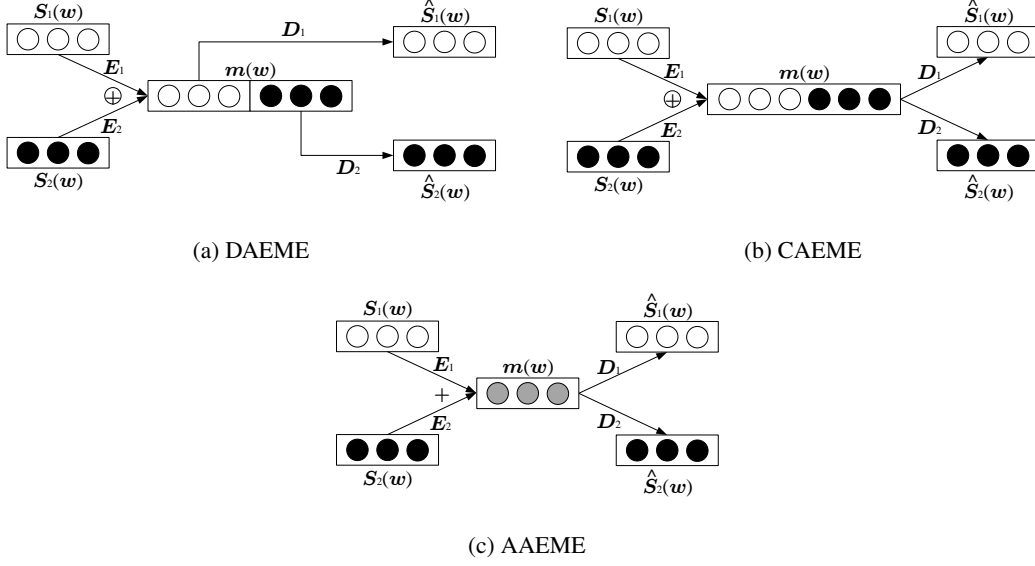 S₁(w)
Ŝ₁(w)
D₁
E₁
m(w)
⊕
E₂
D₂
S₂(w)
Ŝ₂(w)
(a) DAEME
S₁(w)
Ŝ₁(w)
E₁
m(w)
D₁
⊕
E₂
D₂
S₂(w)
Ŝ₂(w)
(b) CAEME
S₁(w)
Ŝ₁(w)
E₁
m(w)
D₁
+
E₂
D₂
S₂(w)
Ŝ₂(w)
(c) AAEME